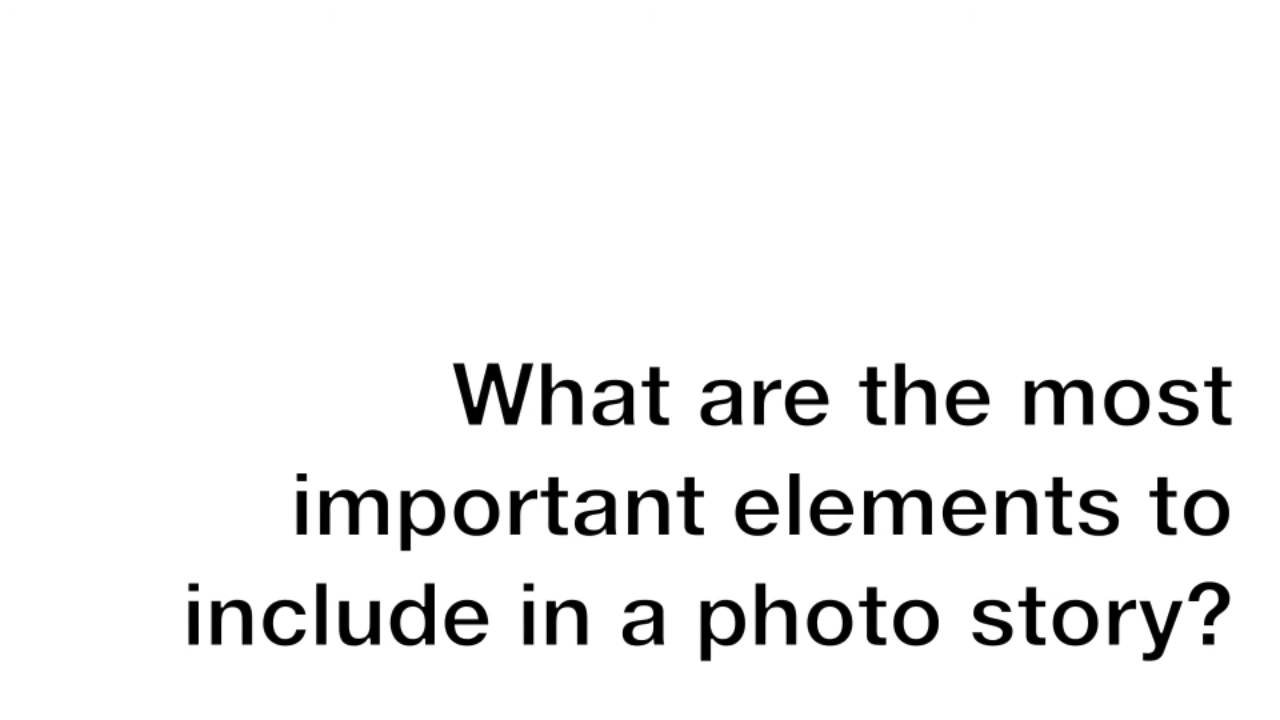 What are the most
important elements to
include in a photo story?